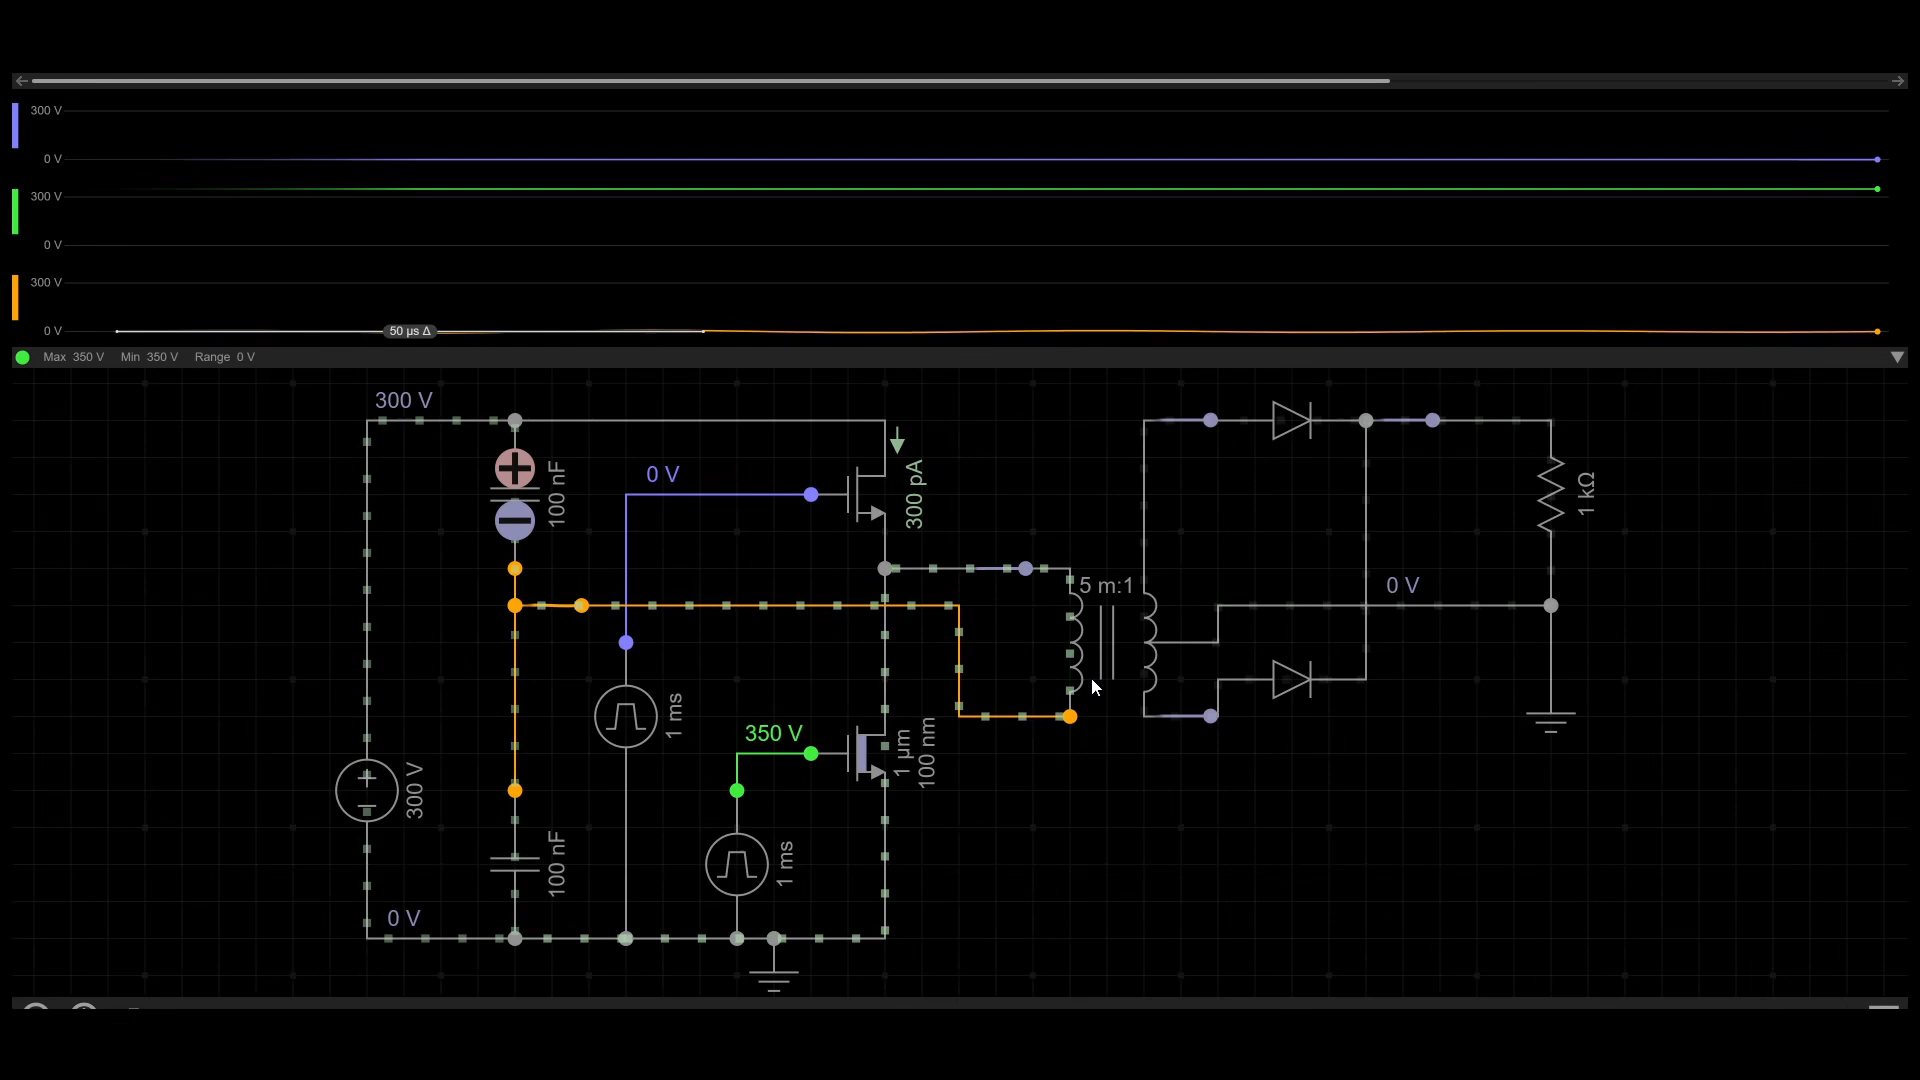 300 V
0 V
300 V
0 V
300 V
0 V
50 µs Δ
Max 350 V Min 350 V Range 0 V
300 V
100 nF
0 V
300 pA
5 m:1
0 V
1 kΩ
1 ms
350 V
1 µm
100 nm
300 V
100 nF
1 ms
0 V